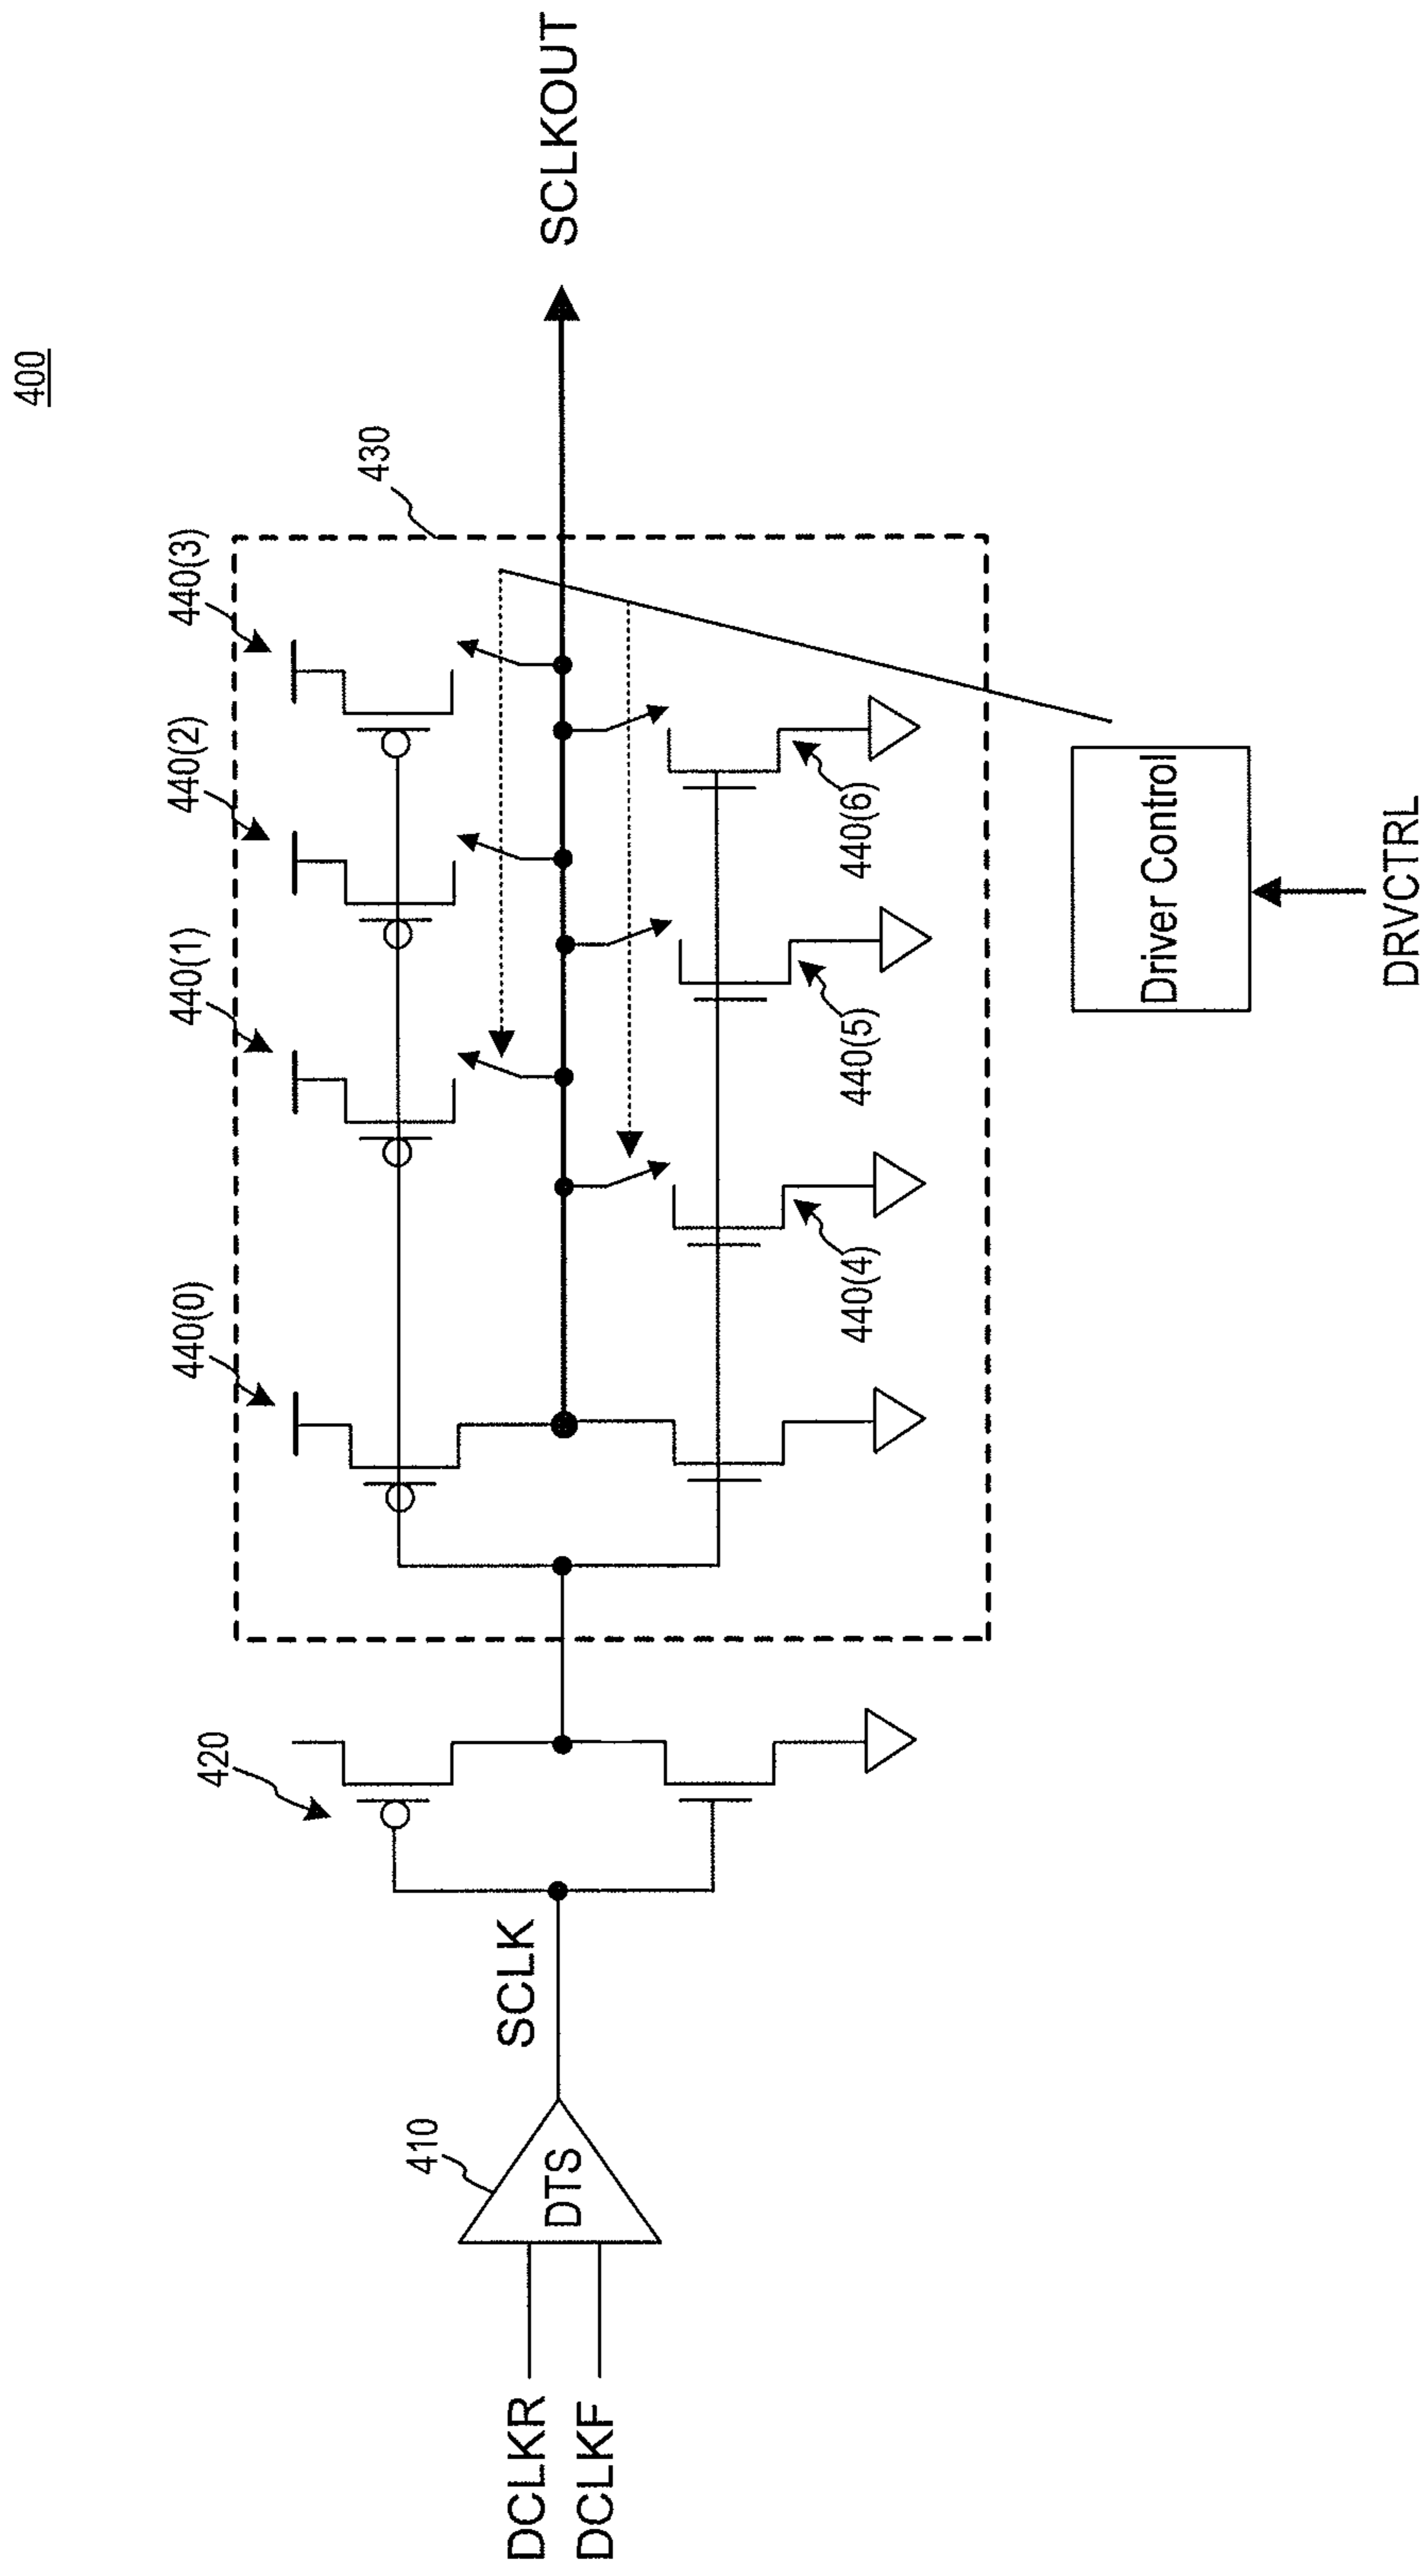 400
430
440(0)
440(1)
440(2)
440(3)
420
410
DCLKR
DCLKF
DTS
SCLK
SCLKOUT
440(4)
440(5)
440(6)
Driver Control
DRVCTRL